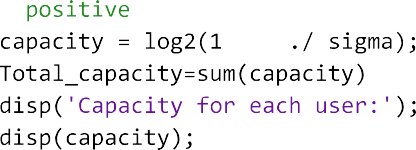 positive
capacity = log2(1     ./ sigma);
Total_capacity=sum(capacity)
disp('Capacity for each user:');
disp(capacity);